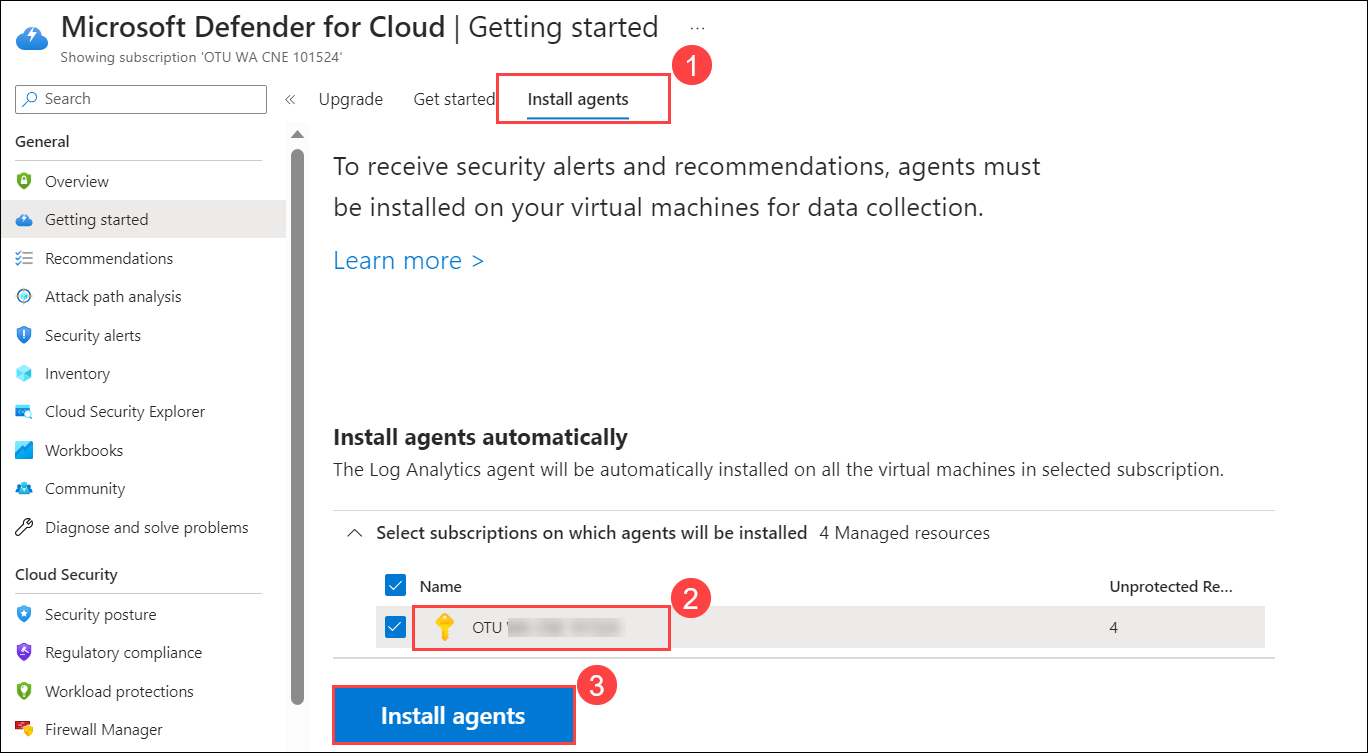 Microsoft Defender for Cloud | Getting started ...
Showing subscription 'OTU WA CNE 101524'
1
Search
«
Upgrade
Get started
Install agents
General
Overview
Getting started
Recommendations
Attack path analysis
Security alerts
Inventory
Cloud Security Explorer
Workbooks
Community
Diagnose and solve problems
Cloud Security
Security posture
Regulatory compliance
Workload protections
Firewall Manager
To receive security alerts and recommendations, agents must
be installed on your virtual machines for data collection.
Learn more >
Install agents automatically
The Log Analytics agent will be automatically installed on all the virtual machines in selected subscription.
Select subscriptions on which agents will be installed 4 Managed resources
Name Unprotected Re...
2
OTU 4
3
Install agents